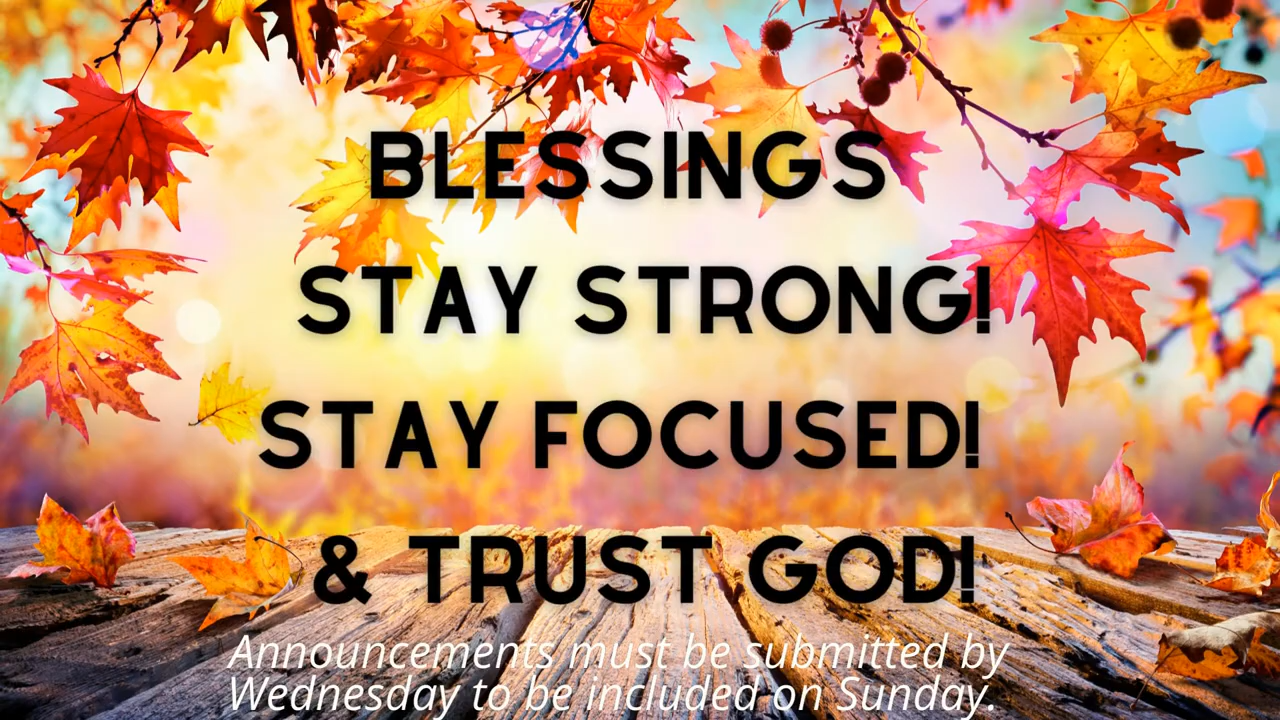 BLESSINGS
STAY STRONG!
STAY FOCUSED!
& TRUST GOD!
Announcements must be submitted by
Wednesday to be included on Sunday.